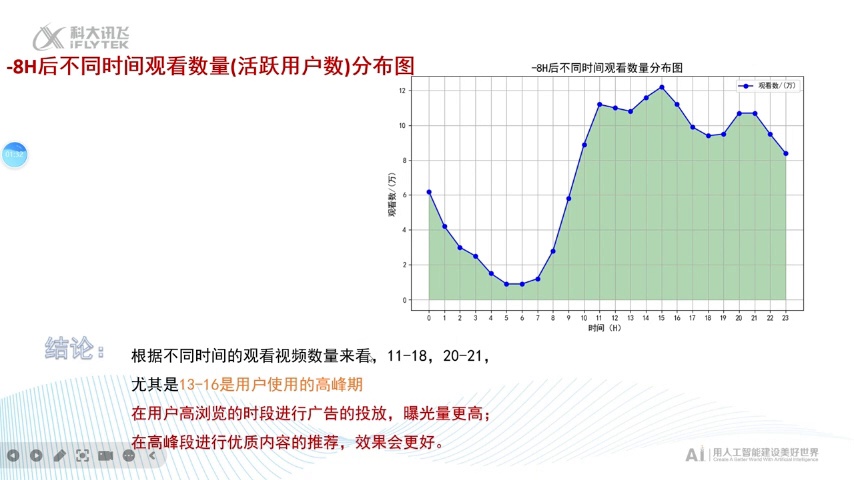 科大讯飞
iFLYTEK
-8H后不同时间观看数量(活跃用户数)分布图
-8H后不同时间观看数量分布图
观看数/(万)
12
10
8
6
4
2
0
观看数/(万)
0 1 2 3 4 5 6 7 8 9 10 11 12 13 14 15 16 17 18 19 20 21 22 23
时间（H）
01:32
结论：
根据不同时间的观看视频数量来看，11-18，20-21，
尤其是13-16是用户使用的高峰期
在用户高浏览的时段进行广告的投放，曝光量更高；
在高峰段进行优质内容的推荐，效果会更好。
AI 用人工智能建设美好世界
Create A Better World With Artificial Intelligence